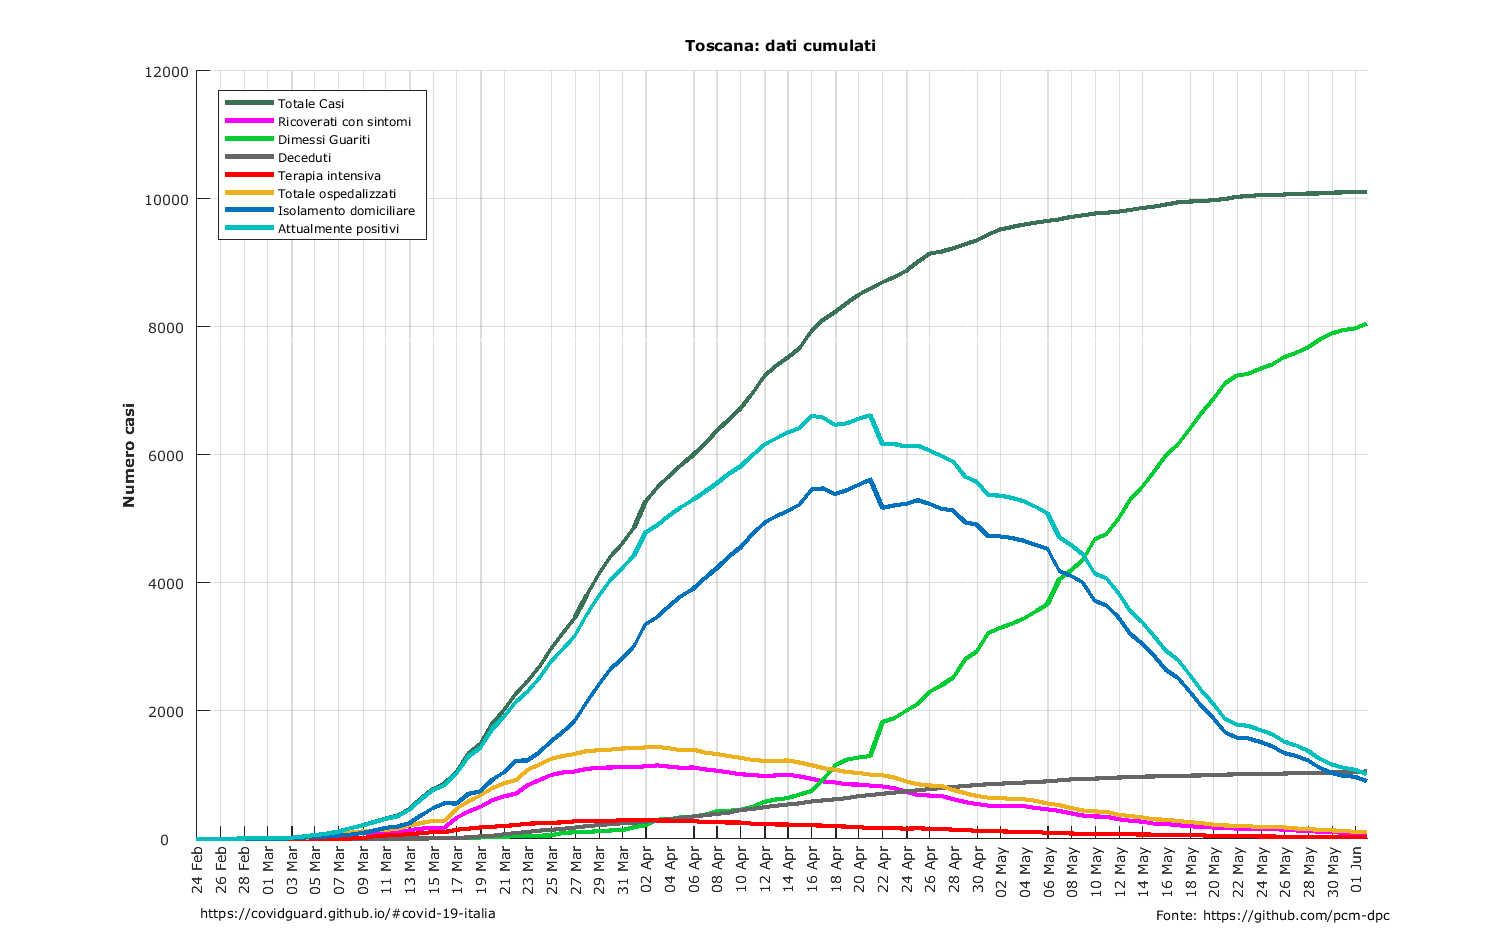 Toscana: dati cumulati
12000
10000
8000
6000
4000
2000
0
Numero casi
Totale Casi
Ricoverati con sintomi
Dimessi Guariti
Deceduti
Terapia intensiva
Totale ospedalizzati
Isolamento domiciliare
Attualmente positivi
24 Feb
26 Feb
28 Feb
01 Mar
03 Mar
05 Mar
07 Mar
09 Mar
11 Mar
13 Mar
15 Mar
17 Mar
19 Mar
21 Mar
23 Mar
25 Mar
27 Mar
29 Mar
31 Mar
02 Apr
04 Apr
06 Apr
08 Apr
10 Apr
12 Apr
14 Apr
16 Apr
18 Apr
20 Apr
22 Apr
24 Apr
26 Apr
28 Apr
30 Apr
02 May
04 May
06 May
08 May
10 May
12 May
14 May
16 May
18 May
20 May
22 May
24 May
26 May
28 May
30 May
01 Jun
https://covidguard.github.io/#covid-19-italia
Fonte: https://github.com/pcm-dpc